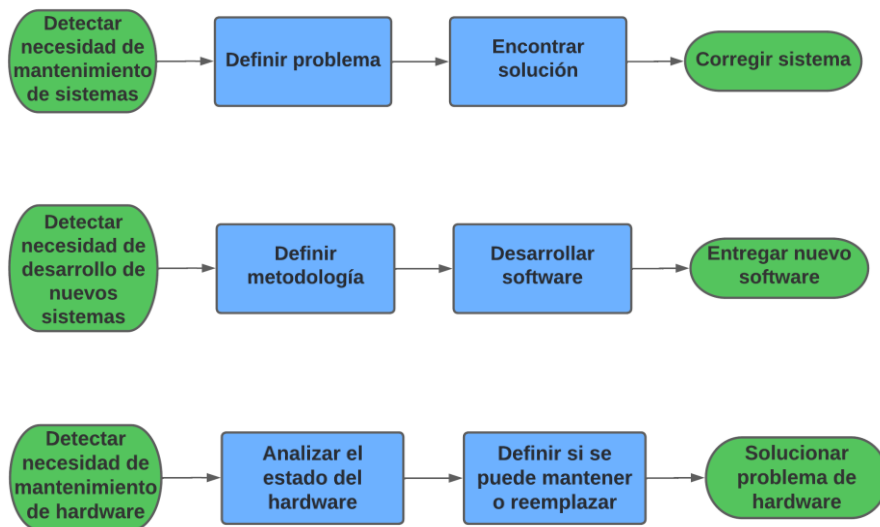 Detectar
necesidad de
mantenimiento
de sistemas
Definir problema
Encontrar
solución
Corregir sistema
Detectar
necesidad de
desarrollo de
nuevos
sistemas
Definir
metodología
Desarrollar
software
Entregar nuevo
software
Detectar
necesidad de
mantenimiento
de hardware
Analizar el
estado del
hardware
Definir si se
puede mantener
o reemplazar
Solucionar
problema de
hardware